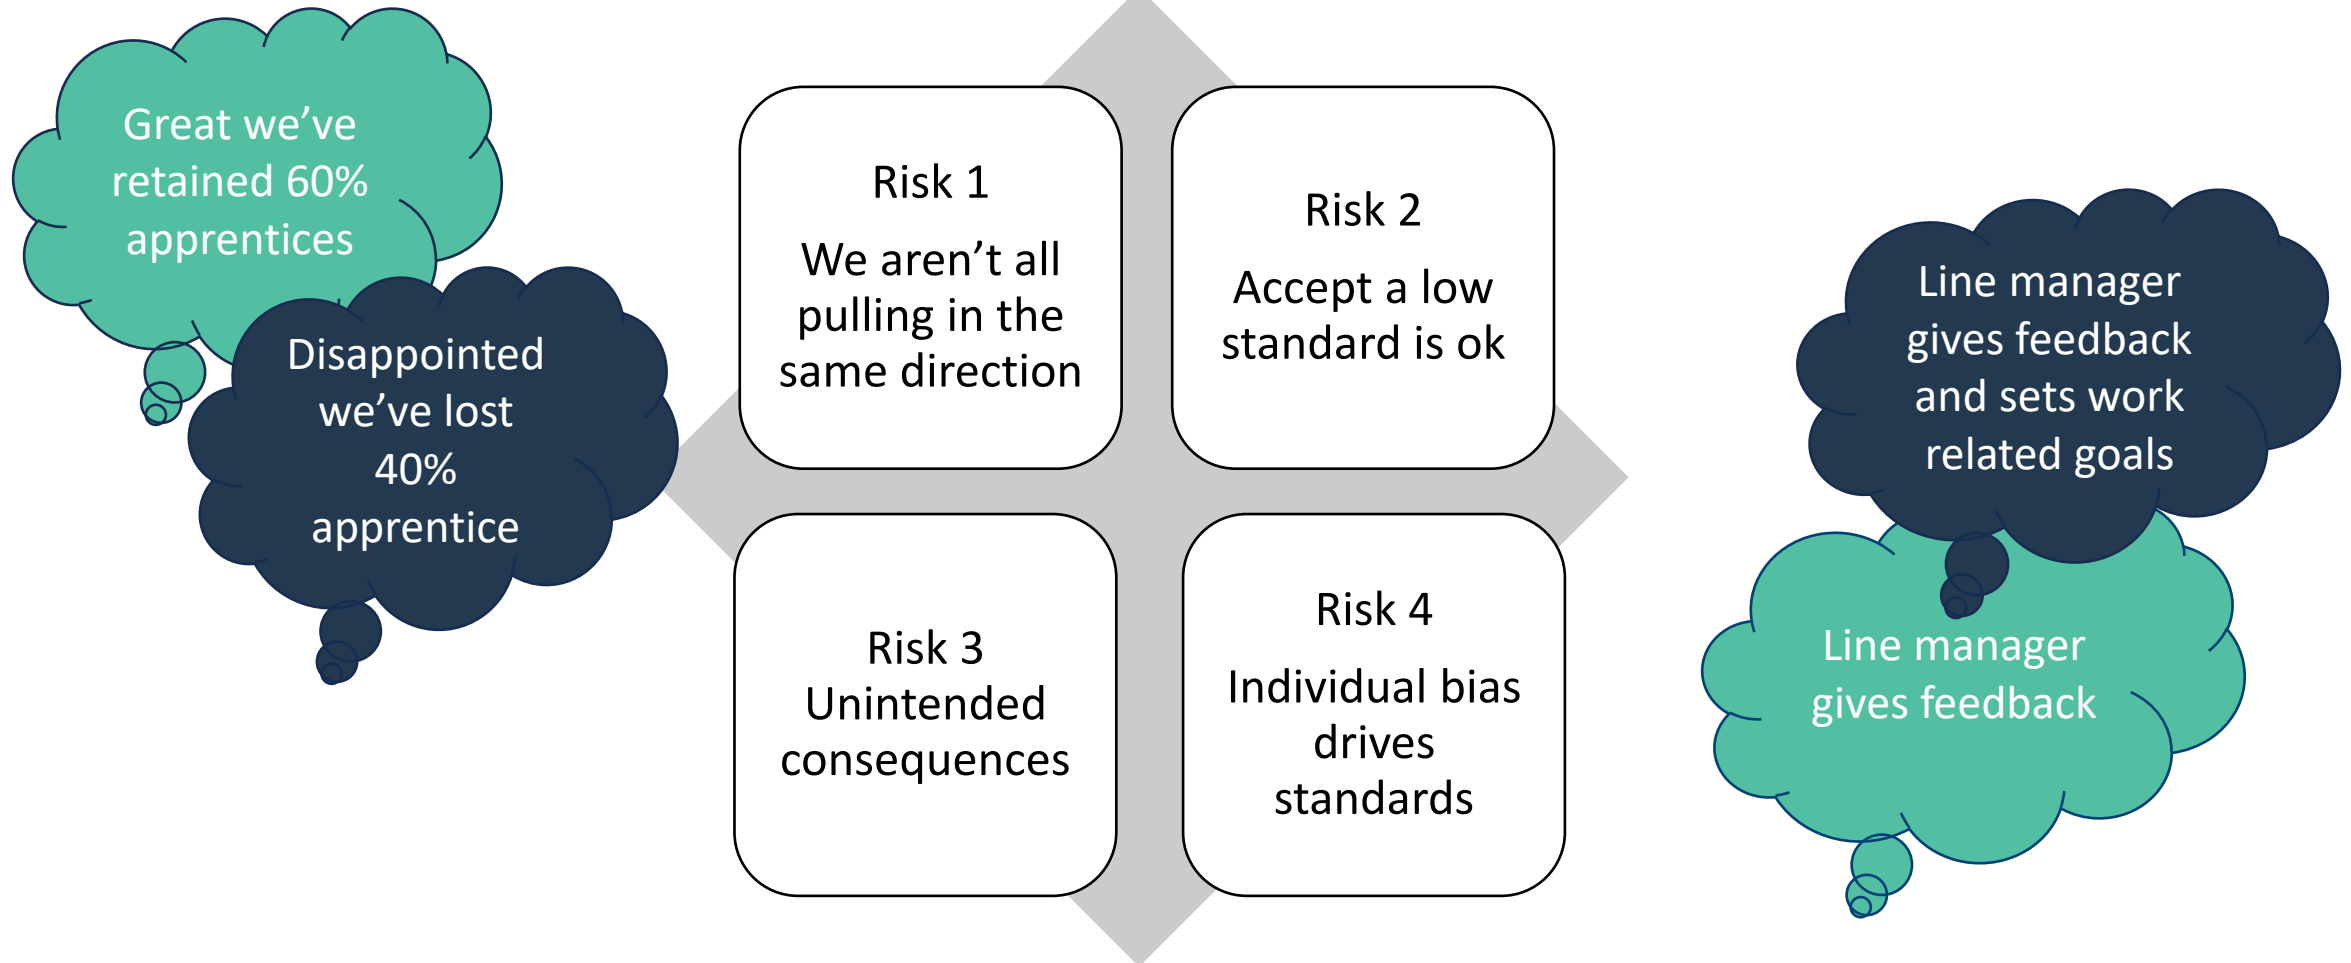 Great we’ve
retained 60%
apprentices
Disappointed
we’ve lost
40%
apprentice
Risk 1
We aren’t all
pulling in the
same direction
Risk 2
Accept a low
standard is ok
Risk 3
Unintended
consequences
Risk 4
Individual bias
drives
standards
Line manager
gives feedback
and sets work
related goals
Line manager
gives feedback